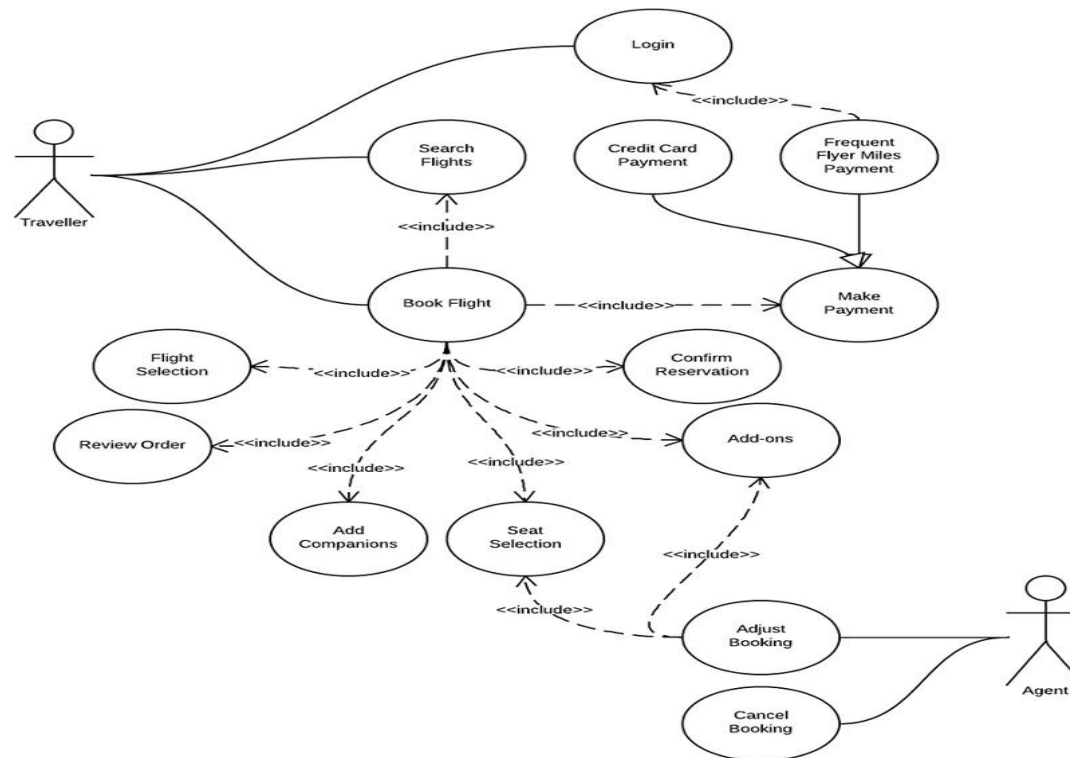 Login
<<include>>
Search
Flights
Credit Card
Payment
Frequent
Flyer Miles
Payment
Traveller
<<include>>
Book Flight
<<include>>
Make
Payment
Flight
Selection
<<include>>
<<include>>
Confirm
Reservation
Review Order
<<include>>
<<include>>
Add-ons
<<include>>
<<include>>
Add
Companions
Seat
Selection
<<include>>
<<include>>
Adjust
Booking
Agent
Cancel
Booking